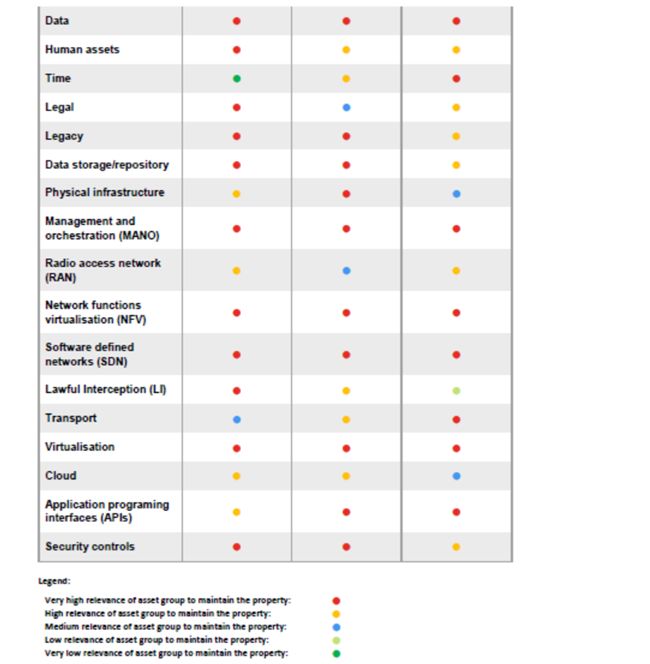 Data
Human assets
Time
Legal
Legacy
Data storage/repository
Physical infrastructure
Management and
orchestration (MANO)
Radio access network
(RAN)
Network functions
virtualisation (NFV)
Software defined
networks (SDN)
Lawful Interception (LI)
Transport
Virtualisation
Cloud
Application programing
interfaces (APIs)
Security controls
Legend:
Very high relevance of asset group to maintain the property:
High relevance of asset group to maintain the property:
Medium relevance of asset group to maintain the property:
Low relevance of asset group to maintain the property:
Very low relevance of asset group to maintain the property: